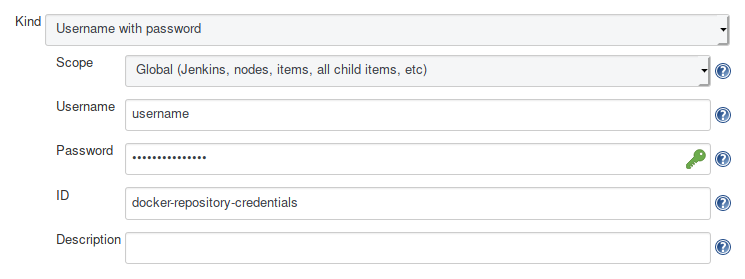 Kind Username with password
Scope Global (Jenkins, nodes, items, all child items, etc)
Username username
Password •••••••••••••••
ID docker-repository-credentials
Description